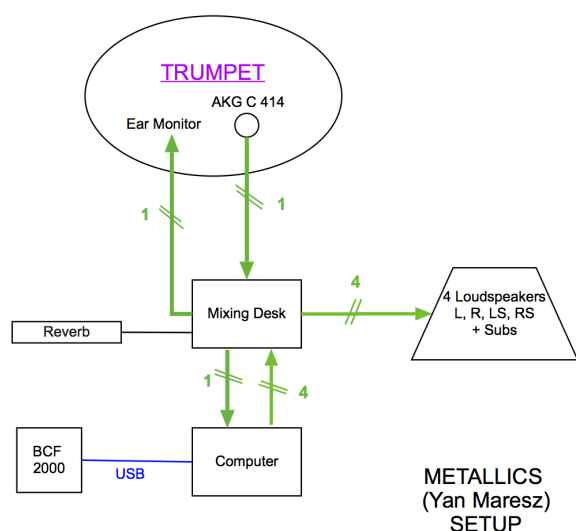 TRUMPET
AKG C 414
Ear Monitor
1
1
4
Mixing Desk
4 Loudspeakers
L, R, LS, RS
+ Subs
Reverb
1
4
BCF
2000
USB
Computer
METALLICS
(Yan Maresz)
SETUP